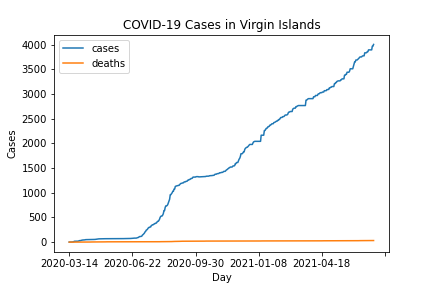 COVID-19 Cases in Virgin Islands
cases
deaths
4000
3500
3000
2500
2000
1500
1000
500
0
Cases
2020-03-14 2020-06-22 2020-09-30 2021-01-08 2021-04-18
Day